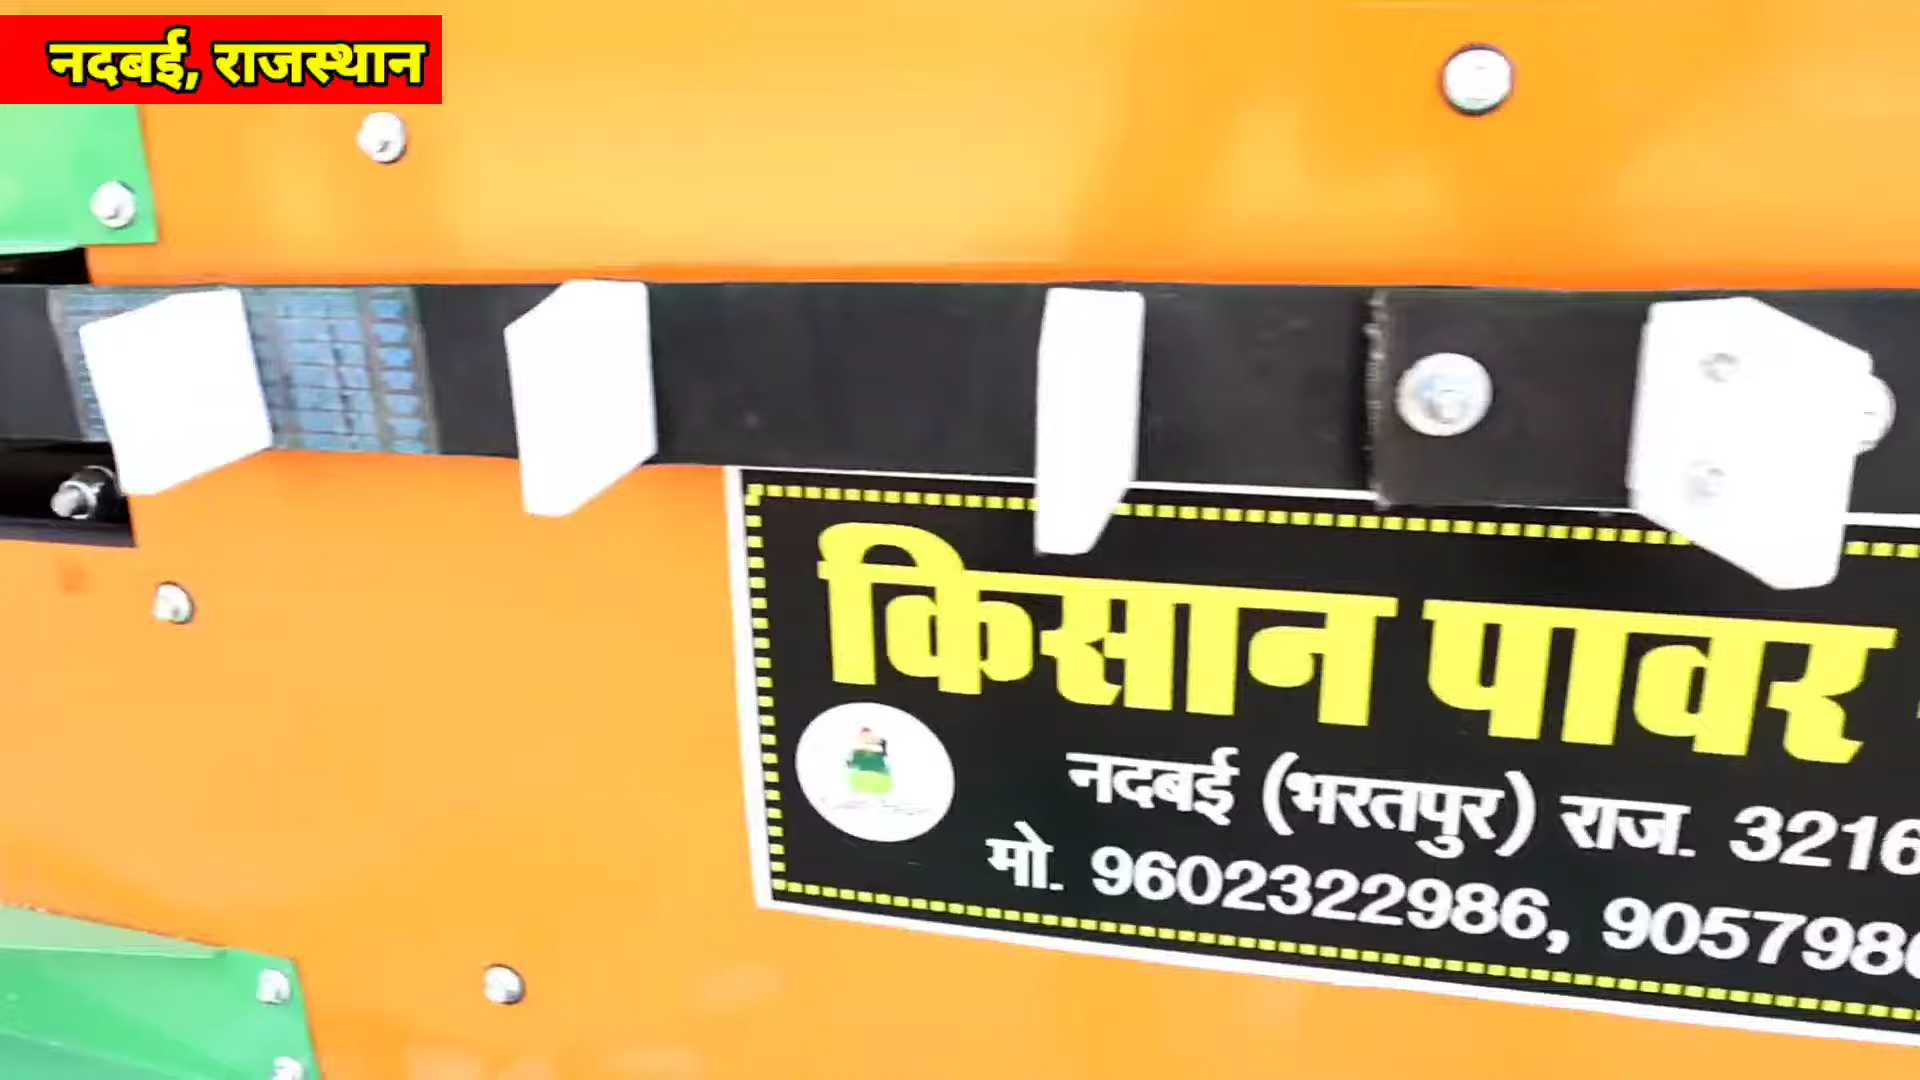 नदबई, राजस्थान
किसान पावर
नदबई (भरतपुर) राज. 3216
मो. 9602322986, 905798